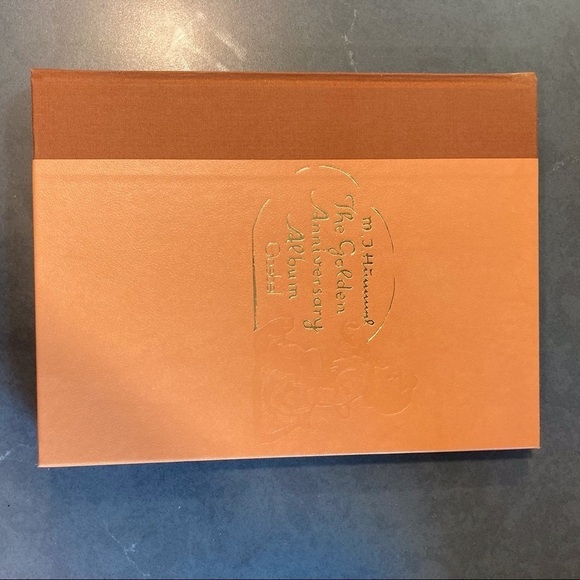 M. J. Hummel
The Golden
Anniversary
Album
Goebel